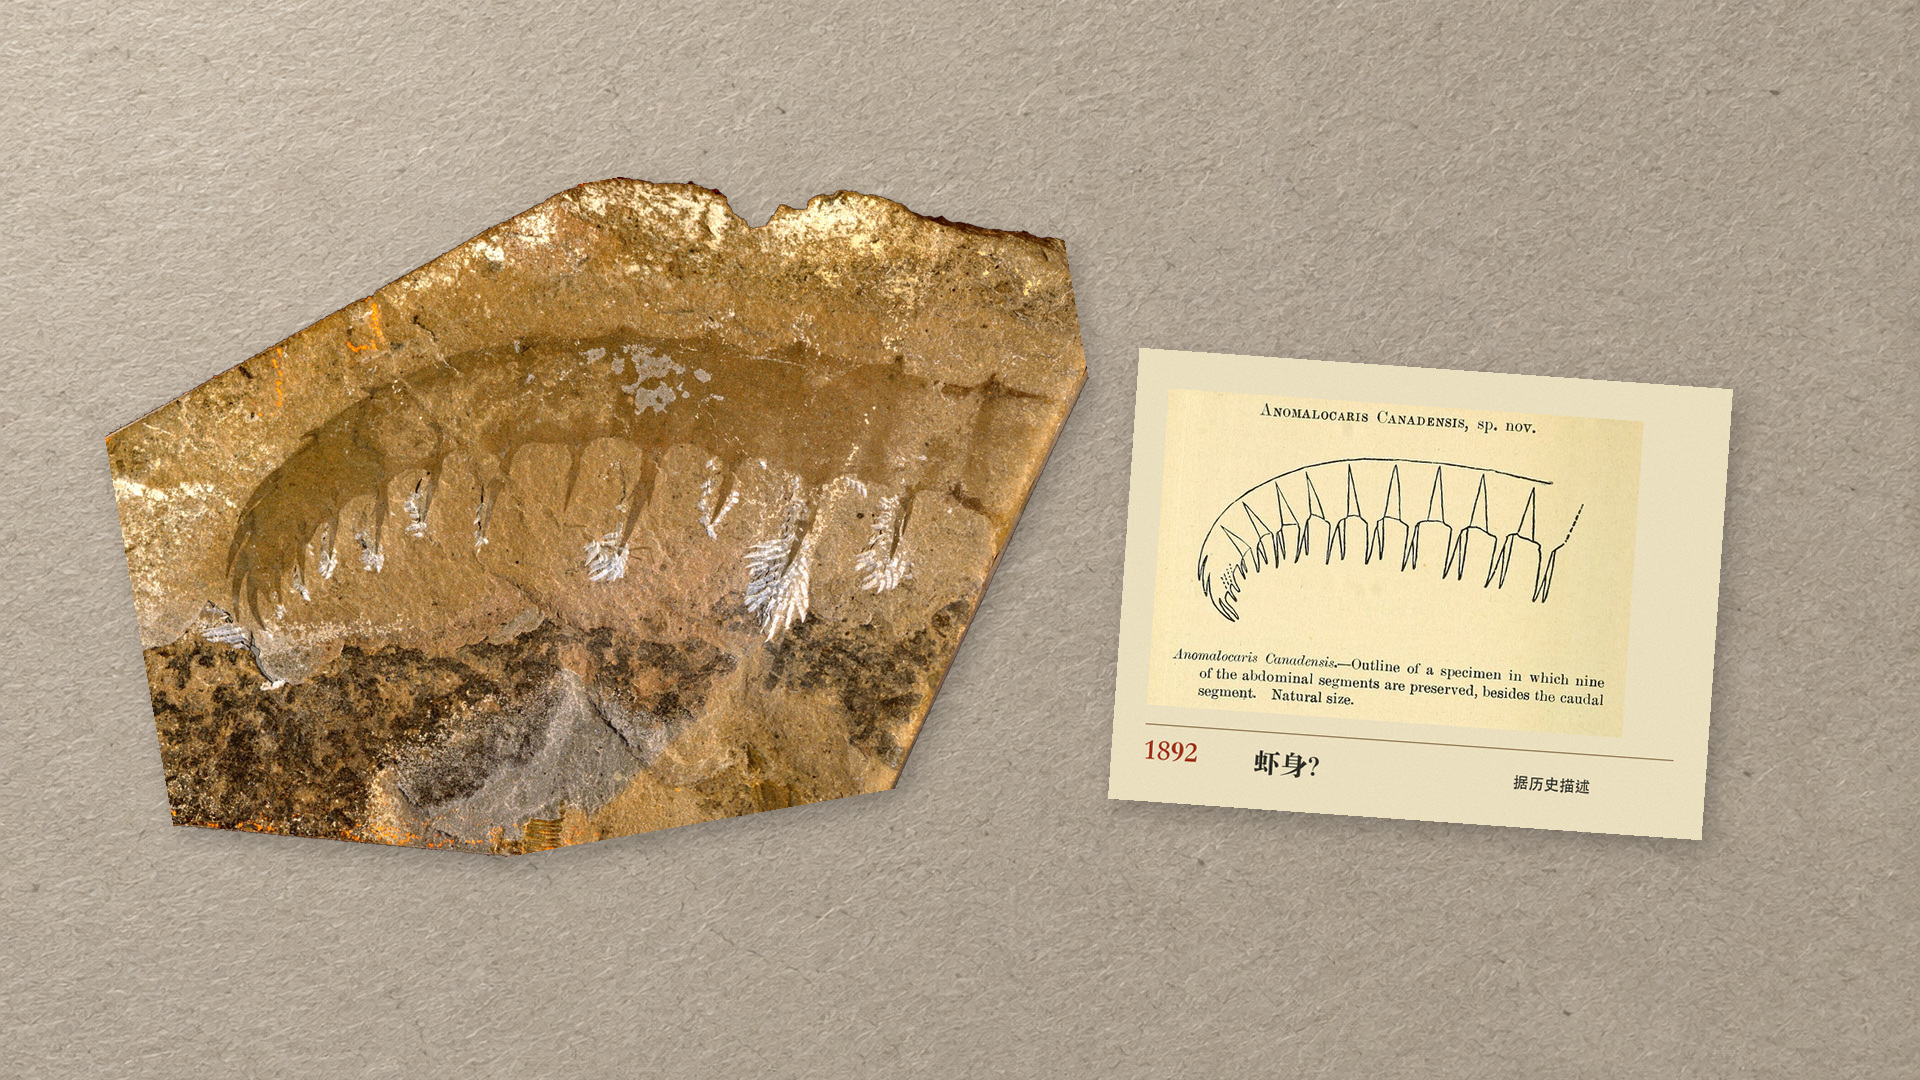 Anomalocaris Canadensis, sp. nov.
Anomalocaris Canadensis.—Outline of a specimen in which nine
of the abdominal segments are preserved, besides the caudal
segment. Natural size.
1892 虾身?
据历史描述